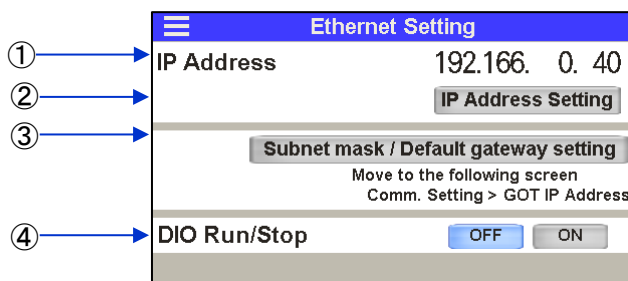 Ethernet Setting
① IP Address 192.166. 0. 40
② IP Address Setting
③ Subnet mask / Default gateway setting
Move to the following screen
Comm. Setting > GOT IP Address
④ DIO Run/Stop OFF ON